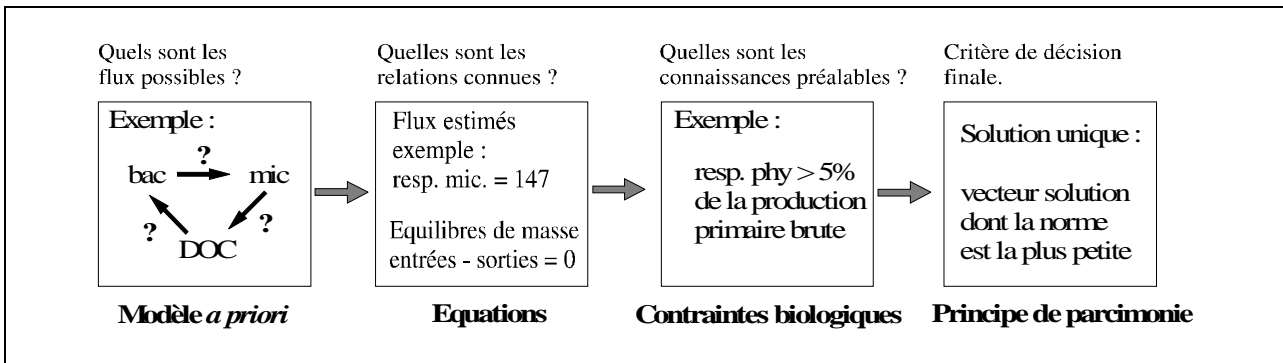 Quels sont les
flux possibles ?
Exemple :
?
bac
mic
?
?
DOC
Modèle a priori
Quelles sont les
relations connues ?
Flux estimés
exemple :
resp. mic. = 147
Equilibres de masse
entrées - sorties = 0
Equations
Quelles sont les
connaissances préalables ?
Exemple :
resp. phy > 5%
de la production
primaire brute
Contraintes biologiques
Critère de décision
finale.
Solution unique :
vecteur solution
dont la norme
est la plus petite
Principe de parcimonie